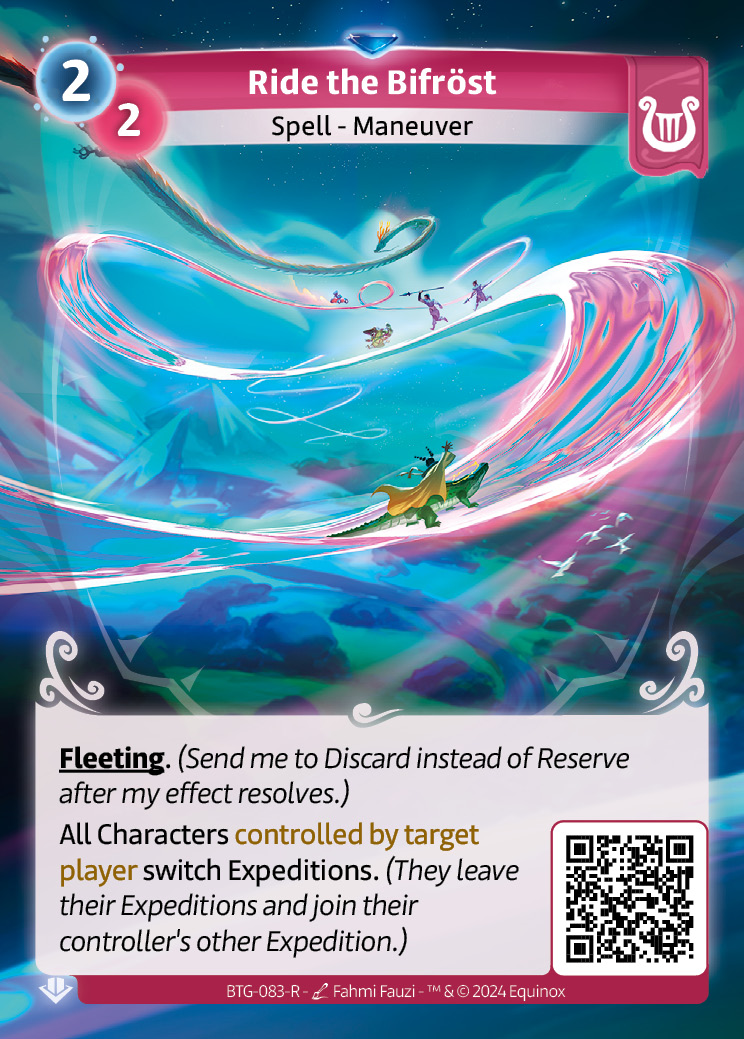 2
Ride the Bifröst
2
Spell - Maneuver
Fleeting. (Send me to Discard instead of Reserve
after my effect resolves.)
All Characters controlled by target
player switch Expeditions. (They leave
their Expeditions and join their
controller's other Expedition.)
BTG-083-R - Fahmi Fauzi - ™ & © 2024 Equinox